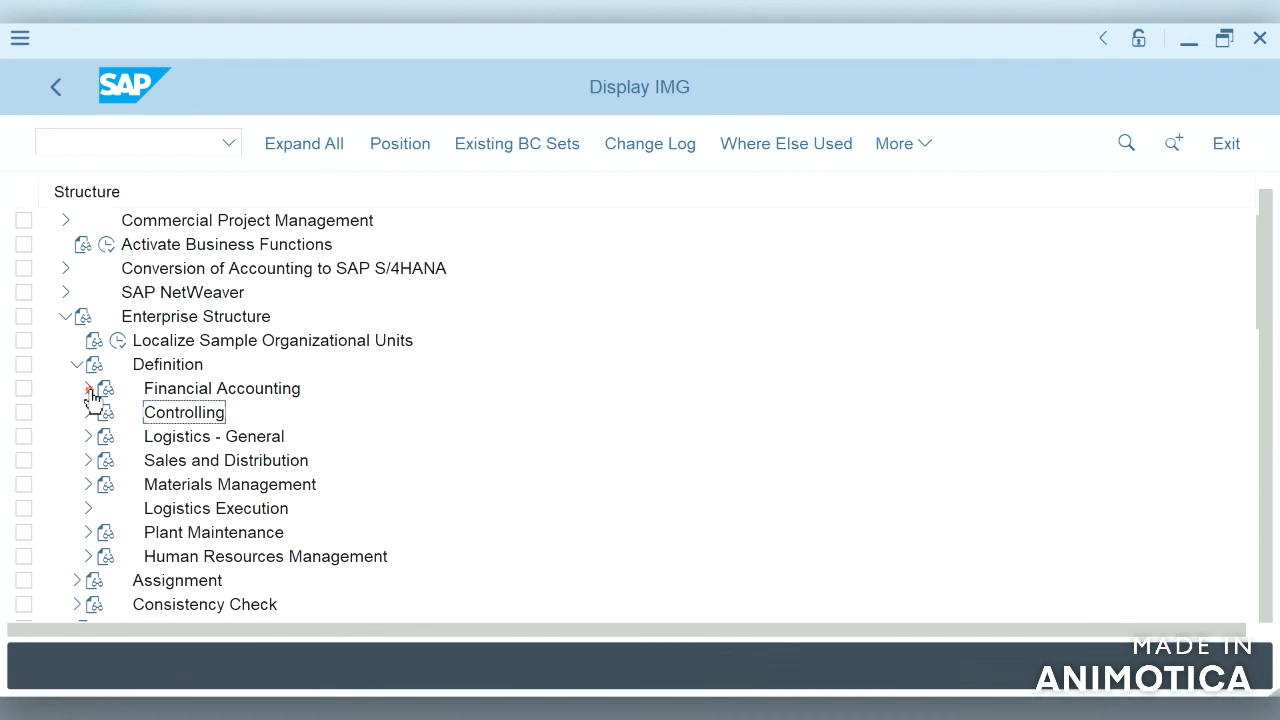 SAP
Display IMG
Expand All Position Existing BC Sets Change Log Where Else Used More Exit
Structure
Commercial Project Management
Activate Business Functions
Conversion of Accounting to SAP S/4HANA
SAP NetWeaver
Enterprise Structure
Localize Sample Organizational Units
Definition
Financial Accounting
Controlling
Logistics - General
Sales and Distribution
Materials Management
Logistics Execution
Plant Maintenance
Human Resources Management
Assignment
Consistency Check
MADE IN
ANIMOTICA